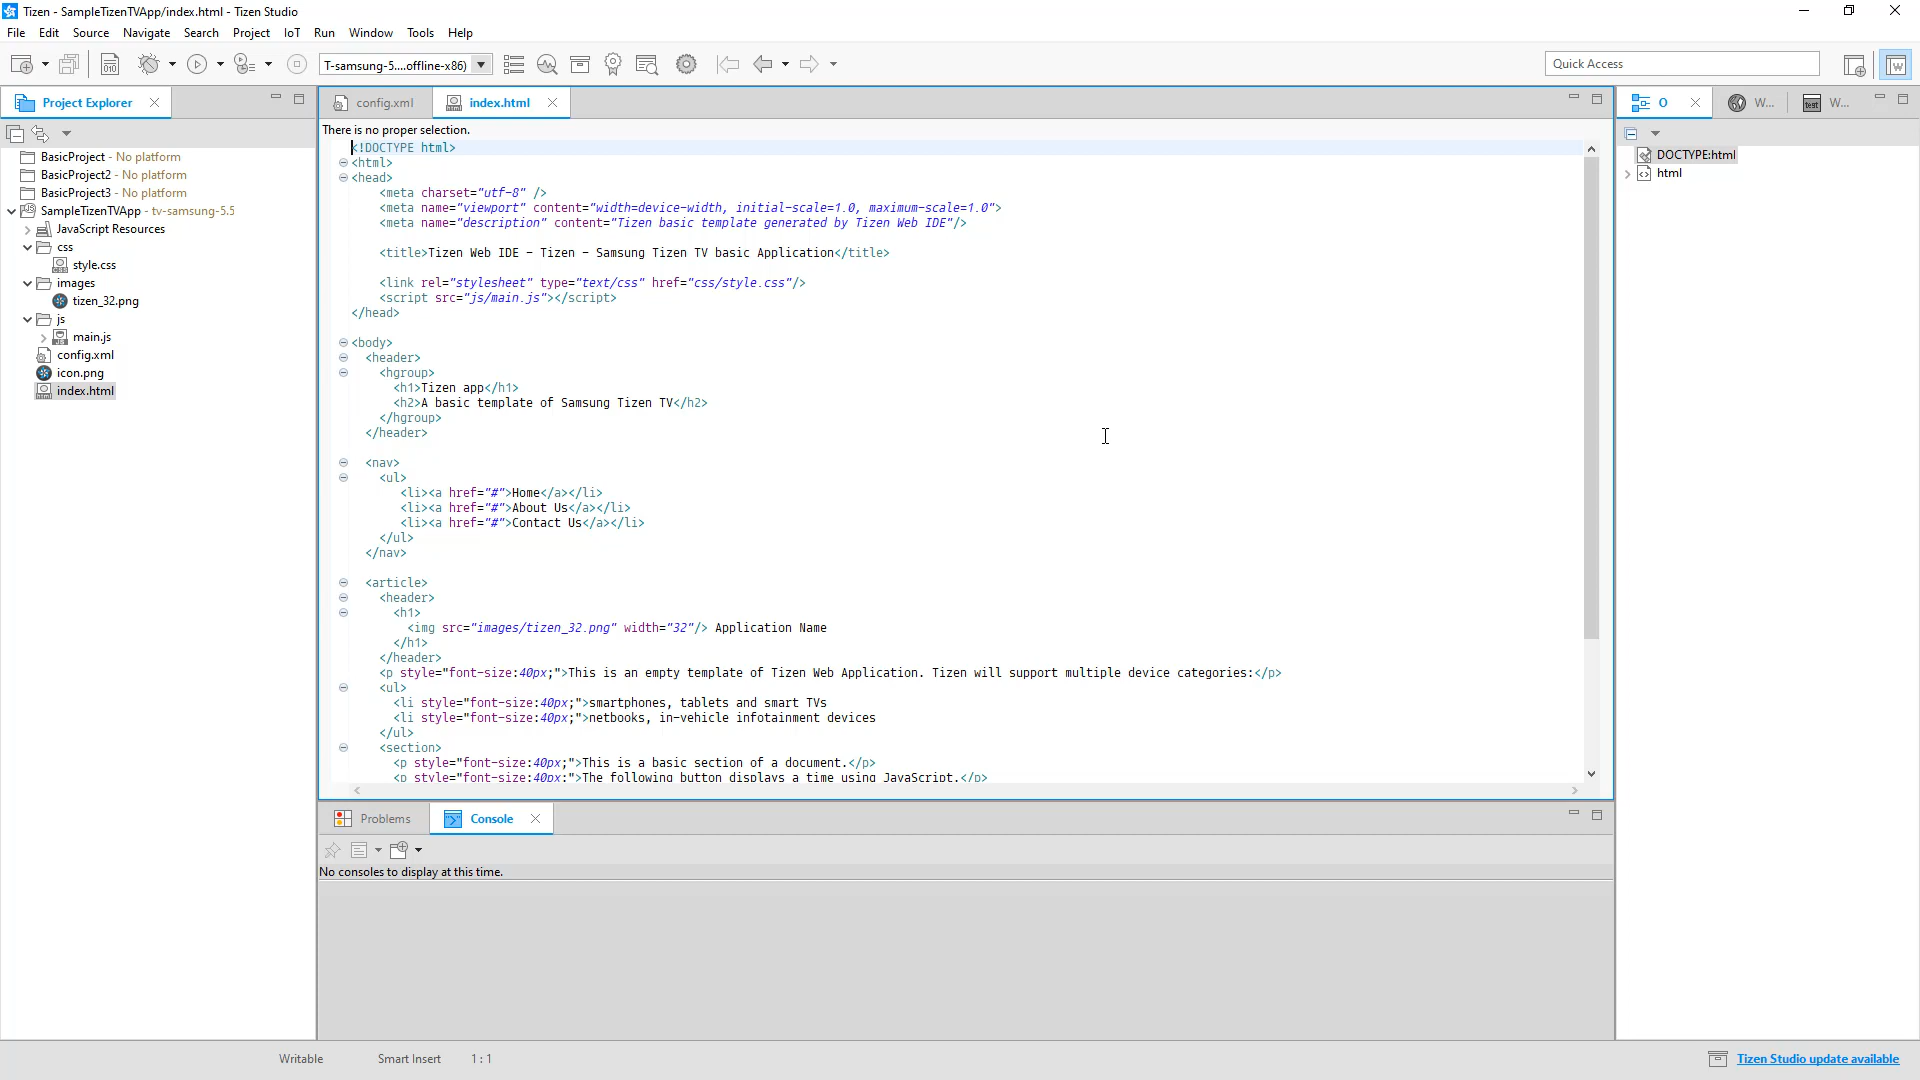 Tizen - SampleTizenTVApp/index.html - Tizen Studio
File Edit Source Navigate Search Project IoT Run Window Tools Help
T-samsung-5....offline-x86)
Quick Access
Project Explorer
BasicProject - No platform
BasicProject2 - No platform
BasicProject3 - No platform
SampleTizenTVApp - tv-samsung-5.5
JavaScript Resources
css
style.css
images
tizen_32.png
js
main.js
config.xml
icon.png
index.html
config.xml
index.html
There is no proper selection.
<!DOCTYPE html>
<html>
<head>
<meta charset="utf-8" />
<meta name="viewport" content="width=device-width, initial-scale=1.0, maximum-scale=1.0">
<meta name="description" content="Tizen basic template generated by Tizen Web IDE"/>
<title>Tizen Web IDE - Tizen - Samsung Tizen TV basic Application</title>
<link rel="stylesheet" type="text/css" href="css/style.css"/>
<script src="js/main.js"></script>
</head>
<body>
<header>
<hgroup>
<h1>Tizen app</h1>
<h2>A basic template of Samsung Tizen TV</h2>
</hgroup>
</header>
<nav>
<ul>
<li><a href="#">Home</a></li>
<li><a href="#">About Us</a></li>
<li><a href="#">Contact Us</a></li>
</ul>
</nav>
<article>
<header>
<h1>
<img src="images/tizen_32.png" width="32"/> Application Name
</h1>
</header>
<p style="font-size:40px;">This is an empty template of Tizen Web Application. Tizen will support multiple device categories:</p>
<ul>
<li style="font-size:40px;">smartphones, tablets and smart TVs
<li style="font-size:40px;">netbooks, in-vehicle infotainment devices
</ul>
<section>
<p style="font-size:40px;">This is a basic section of a document.</p>
<p style="font-size:40px;">The following button displays a time using JavaScript.</p>
Problems
Console
No consoles to display at this time.
O
W...
W...
DOCTYPE:html
html
Writable
Smart Insert
1 : 1
Tizen Studio update available